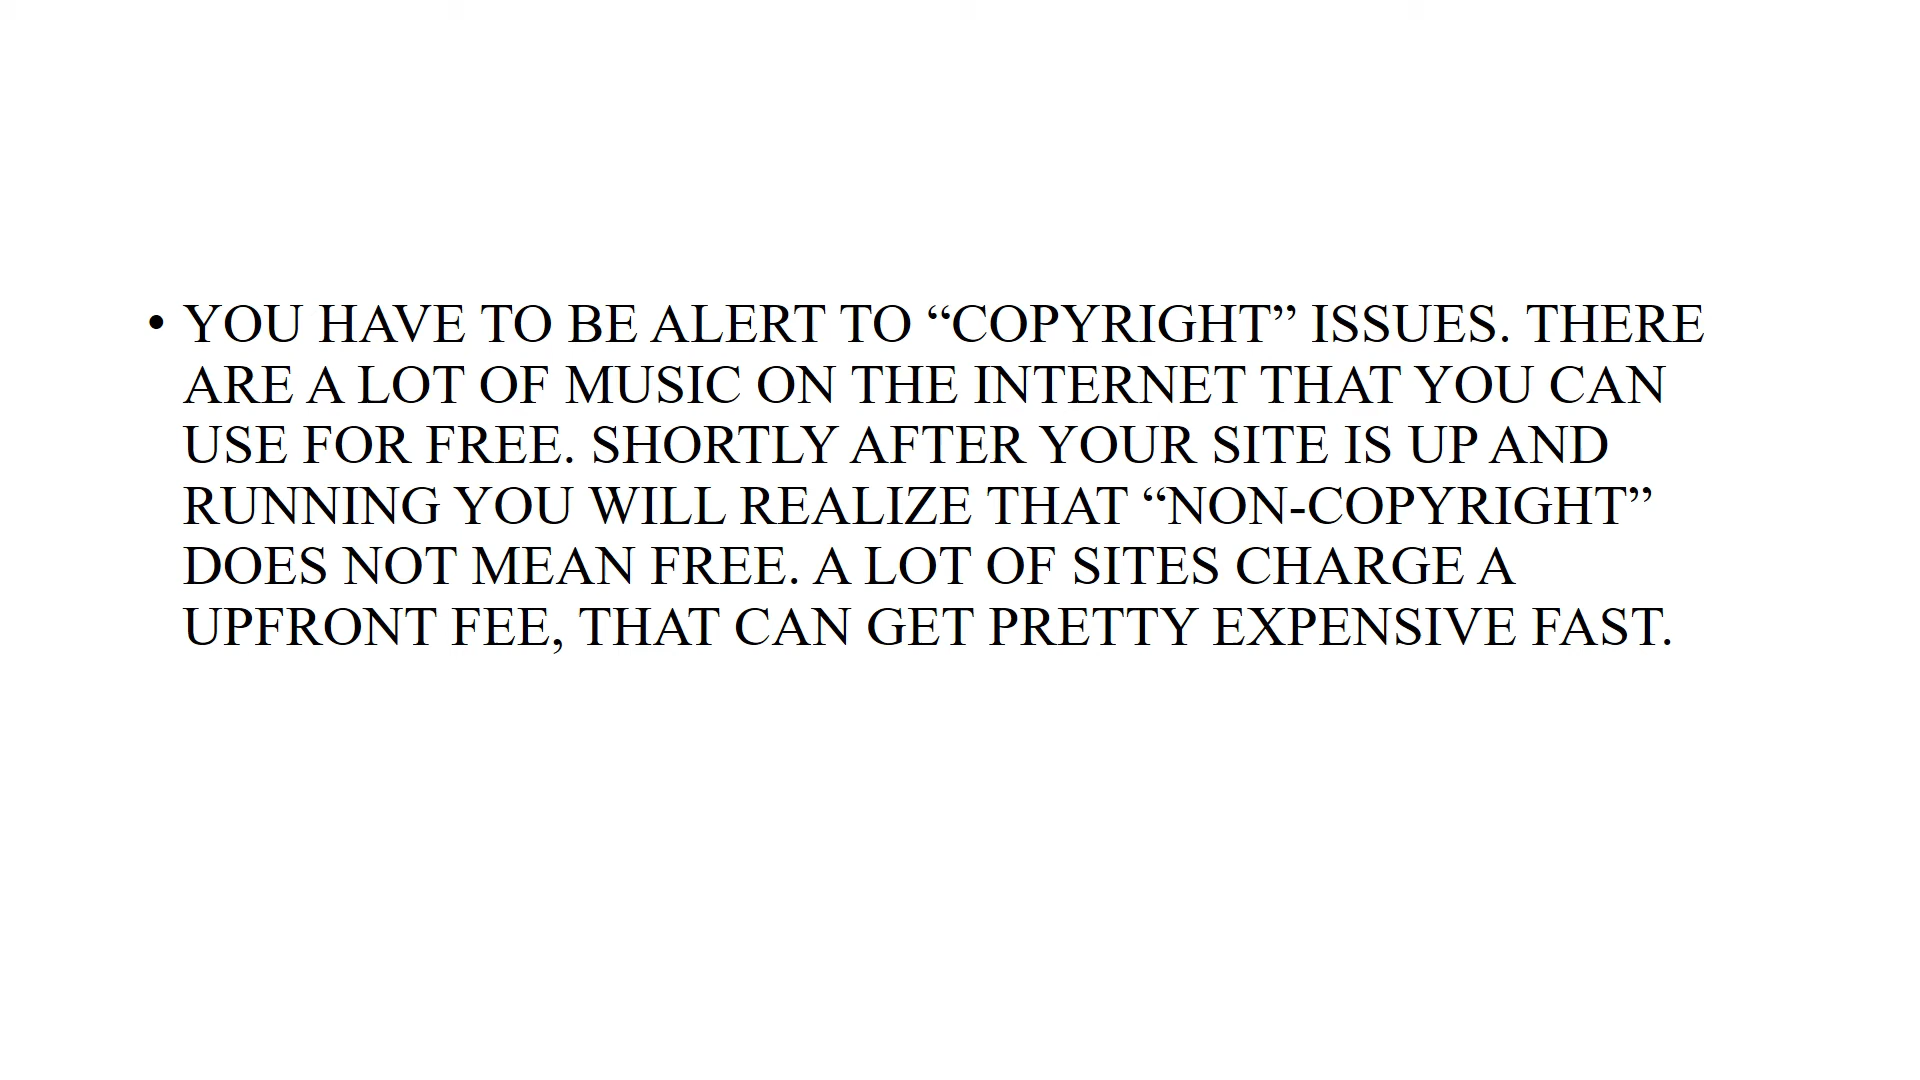 • YOU HAVE TO BE ALERT TO “COPYRIGHT” ISSUES. THERE
ARE A LOT OF MUSIC ON THE INTERNET THAT YOU CAN
USE FOR FREE. SHORTLY AFTER YOUR SITE IS UP AND
RUNNING YOU WILL REALIZE THAT “NON-COPYRIGHT”
DOES NOT MEAN FREE. A LOT OF SITES CHARGE A
UPFRONT FEE, THAT CAN GET PRETTY EXPENSIVE FAST.